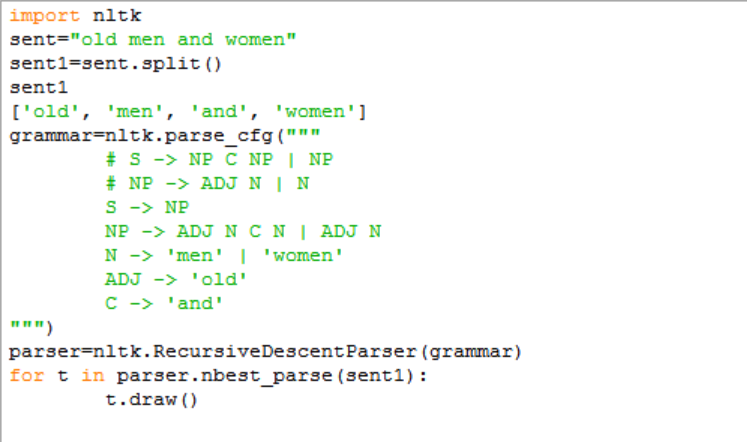 import nltk
sent="old men and women"
sent1=sent.split()
sent1
['old', 'men', 'and', 'women']
grammar=nltk.parse_cfg("""
        # S -> NP C NP | NP
        # NP -> ADJ N | N
        S -> NP
        NP -> ADJ N C N | ADJ N
        N -> 'men' | 'women'
        ADJ -> 'old'
        C -> 'and'
""")
parser=nltk.RecursiveDescentParser(grammar)
for t in parser.nbest_parse(sent1):
        t.draw()